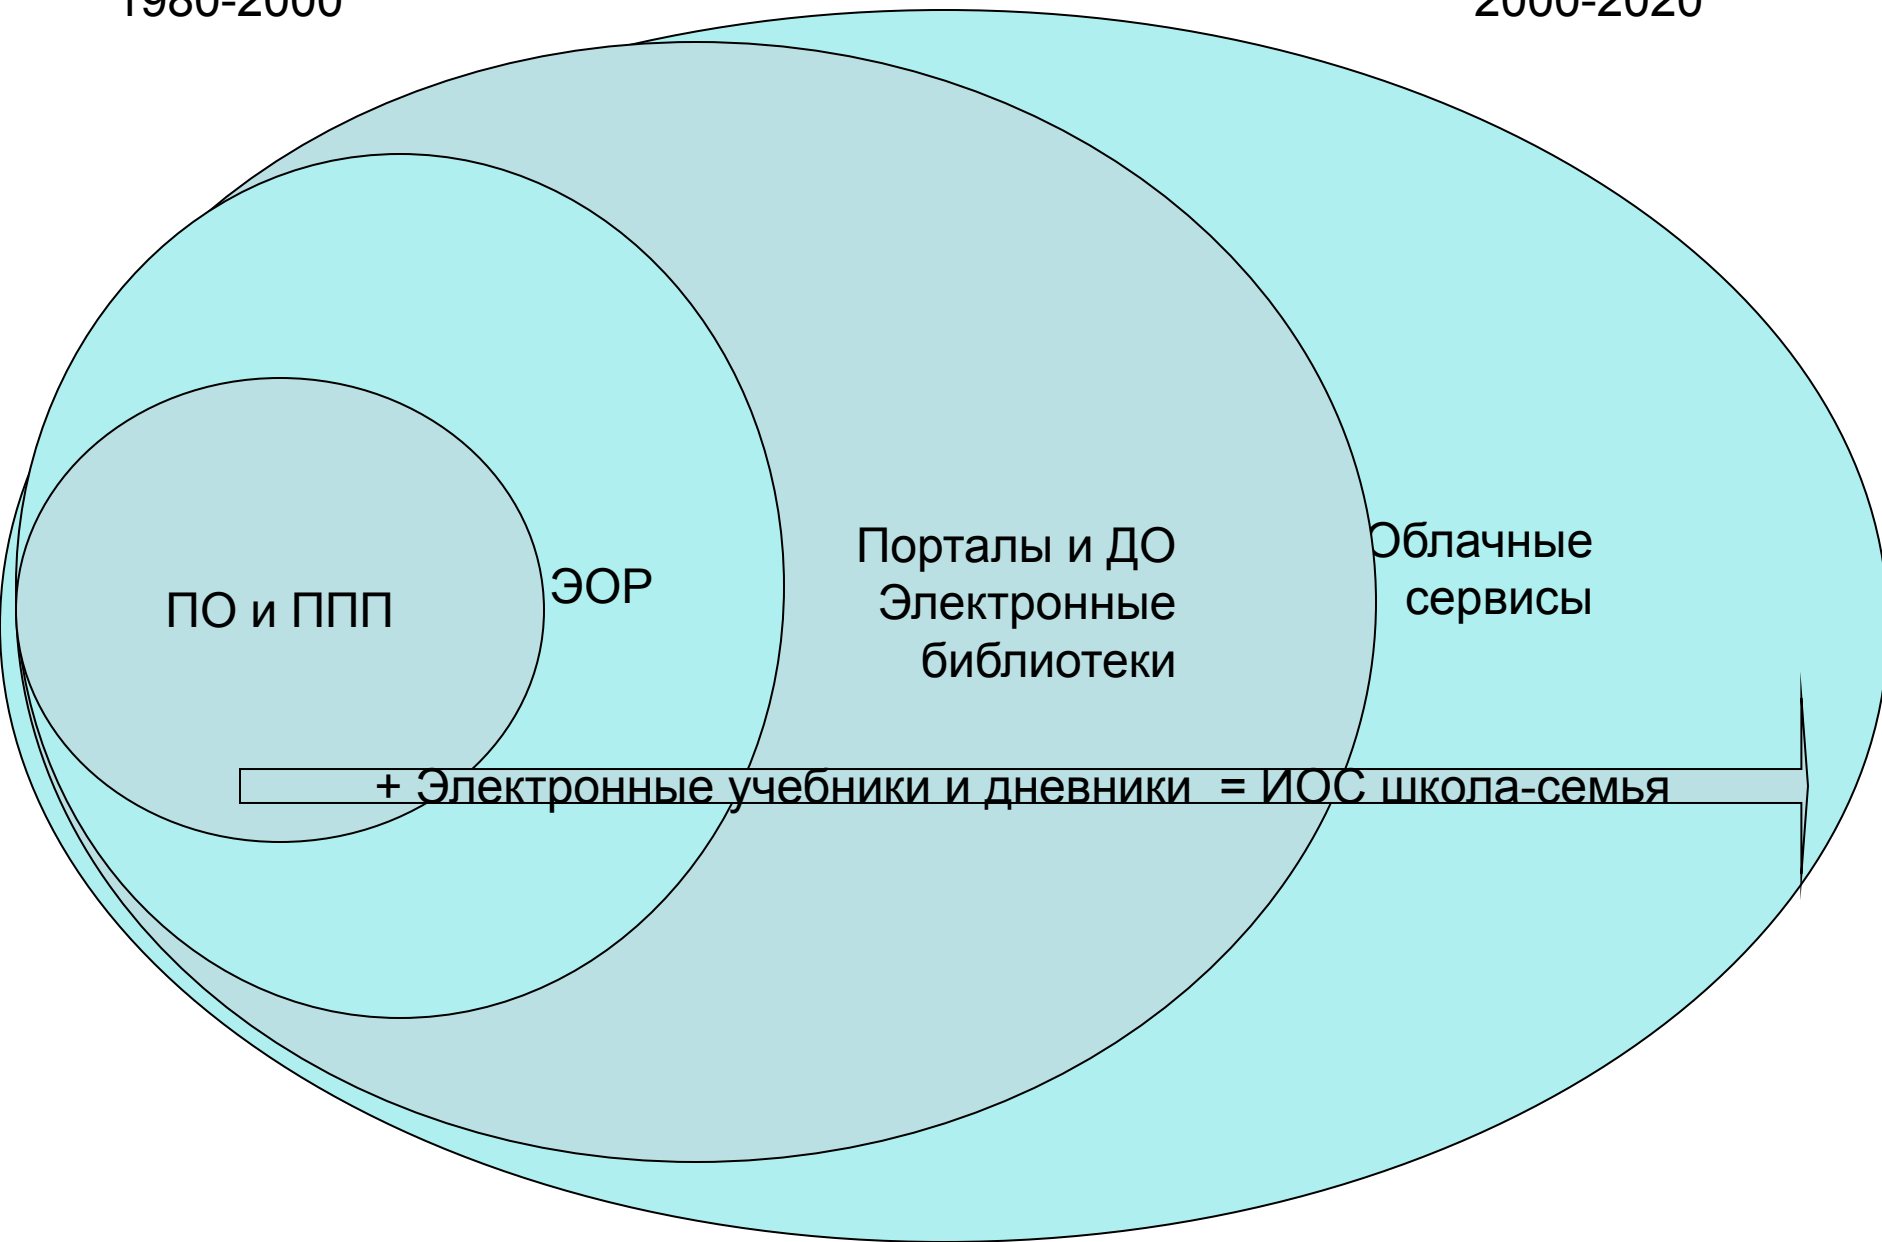 1980-2000
2000-2020
ПО и ППП
ЭОР
Порталы и ДО
Электронные
библиотеки
Облачные
сервисы
+ Электронные учебники и дневники = ИОС школа-семья